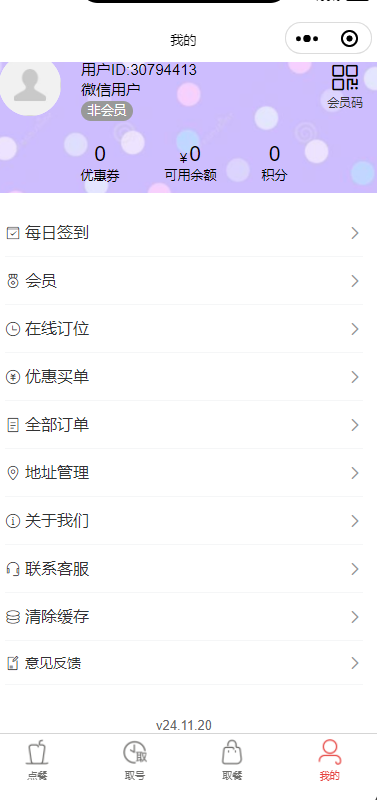 我的
用户ID:30794413
微信用户
非会员
会员码
0 ¥0 0
优惠券 可用余额 积分
每日签到
会员
在线订位
优惠买单
全部订单
地址管理
关于我们
联系客服
清除缓存
意见反馈
v24.11.20
取
点餐 取号 取餐 我的